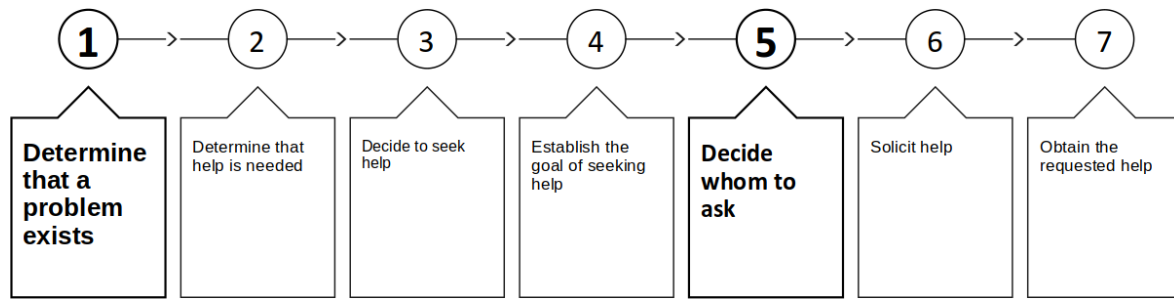 1
2
3
4
5
6
7
Determine
that a
problem
exists
Determine that
help is needed
Decide to seek
help
Establish the
goal of seeking
help
Decide
whom to
ask
Solicit help
Obtain the
requested help